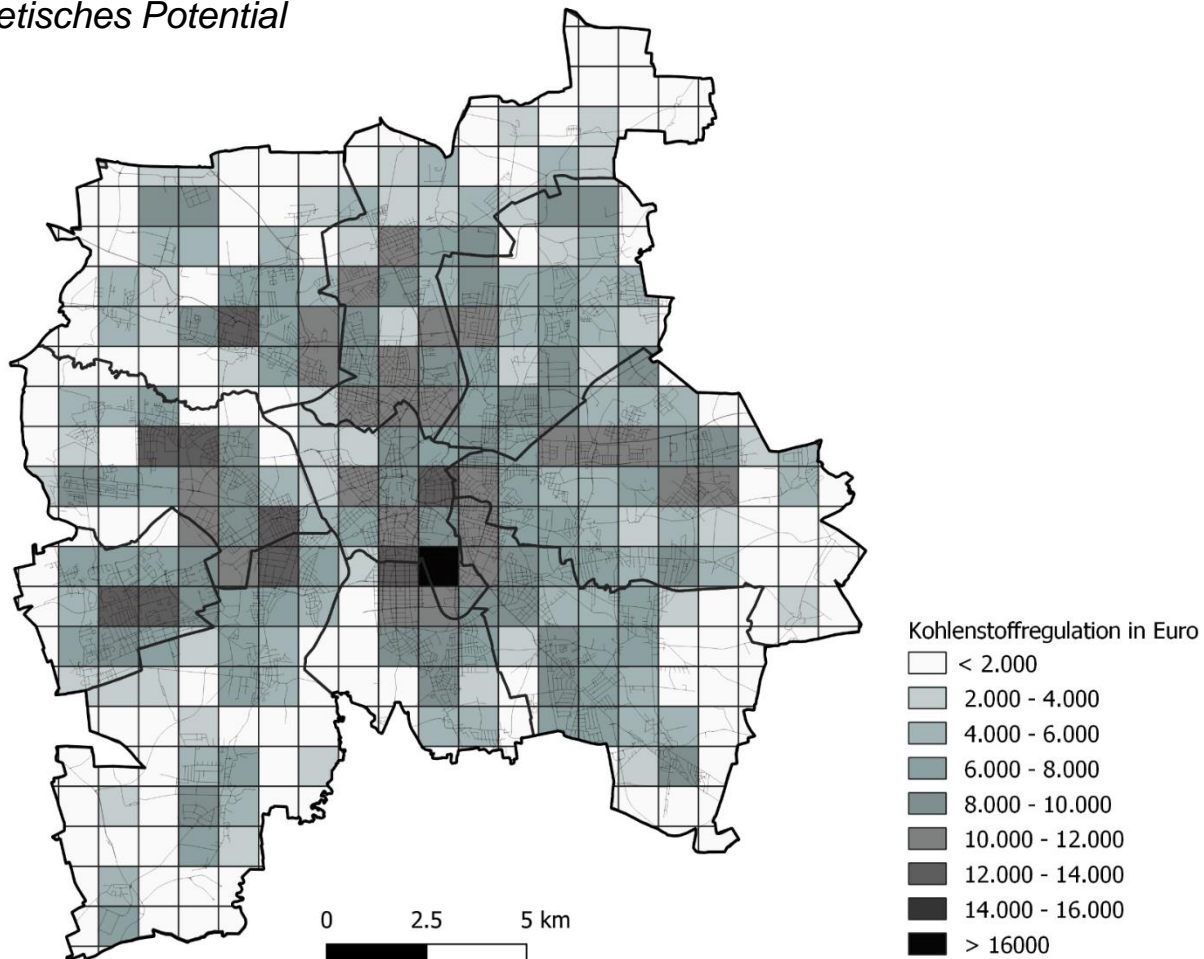 etisches Potential
Kohlenstoffregulation in Euro
< 2.000
2.000 - 4.000
4.000 - 6.000
6.000 - 8.000
8.000 - 10.000
10.000 - 12.000
12.000 - 14.000
14.000 - 16.000
> 16000
0 2.5 5 km